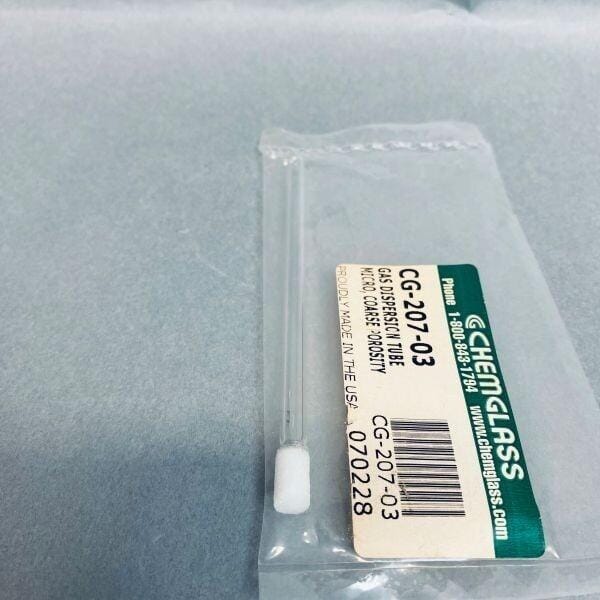 CHEMGLASS
Phone 1-800-843-1794 www.chemglass.com
CG-207-03
GAS DISPERSION TUBE
MICRO, COARSE POROSITY
PROUDLY MADE IN THE USA
CG-207-03
070228